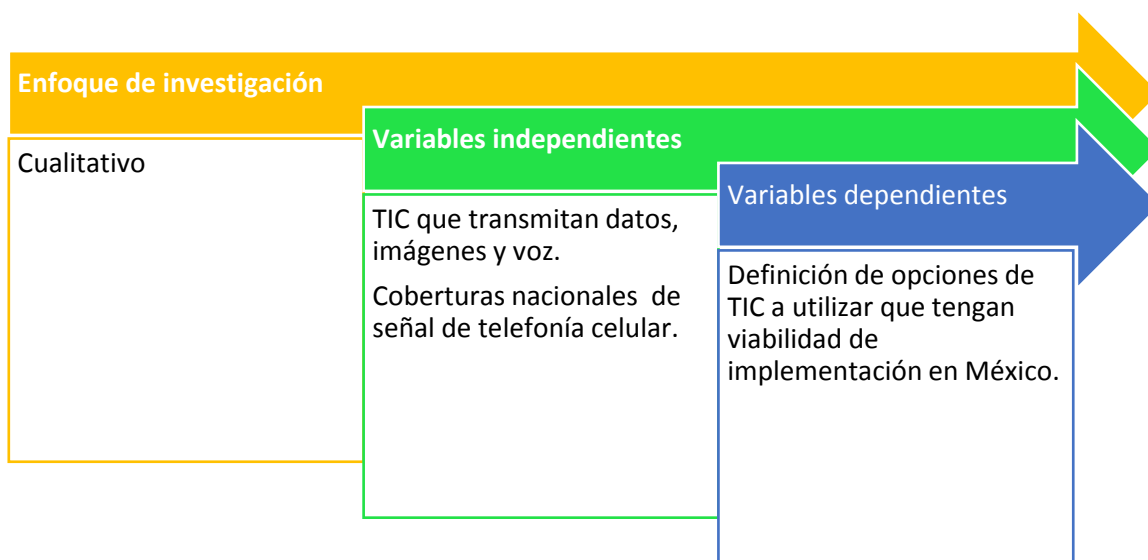 Enfoque de investigación
Cualitativo
Variables independientes
TIC que transmitan datos,
imágenes y voz.
Coberturas nacionales de
señal de telefonía celular.
Variables dependientes
Definición de opciones de
TIC a utilizar que tengan
viabilidad de
implementación en México.